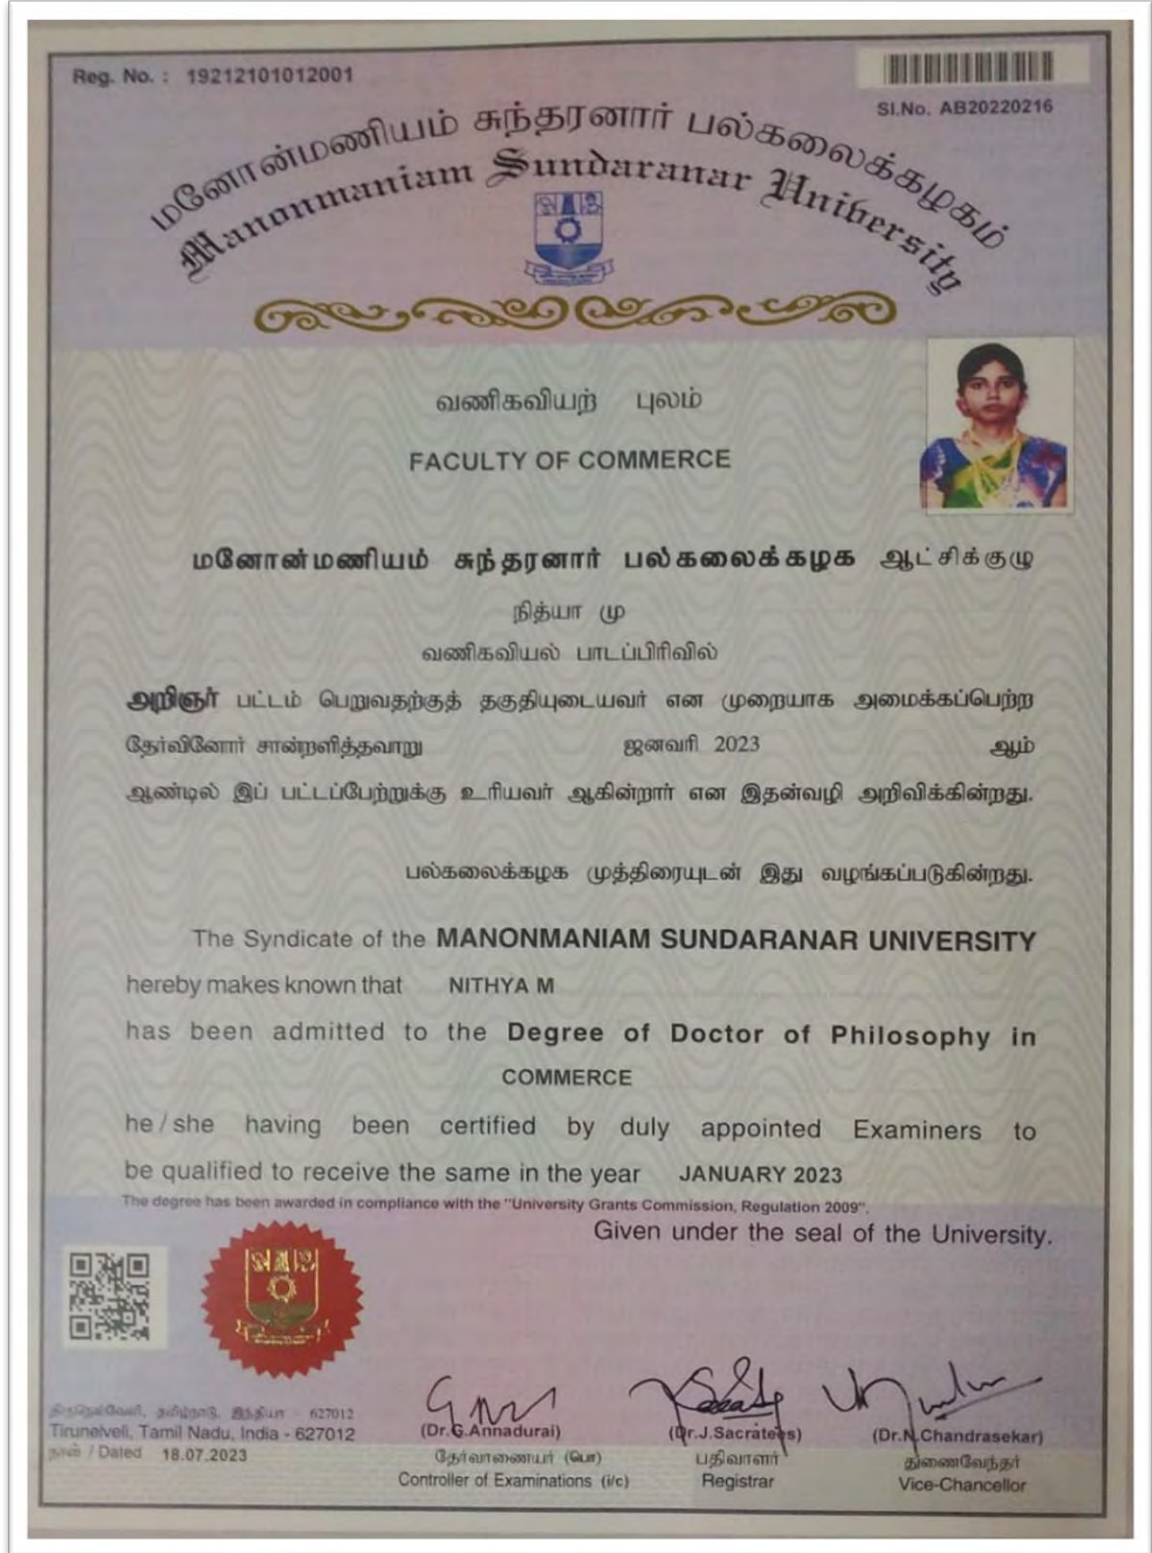 Reg. No. : 19212101012001
SI.No. AB20220216
மனோன்மணியம் சுந்தரனார் பல்கலைக்கழகம்
Manonmaniam Sundaranar University
வணிகவியற் புலம்
FACULTY OF COMMERCE
மனோன்மணியம் சுந்தரனார் பல்கலைக்கழக ஆட்சிக்குழு
நித்யா மு
வணிகவியல் பாடப்பிரிவில்
அறிஞர் பட்டம் பெறுவதற்குத் தகுதியுடையவர் என முறையாக அமைக்கப்பெற்ற
தேர்வினோர் சான்றளித்தவாறு ஜனவரி 2023 ஆம்
ஆண்டில் இப் பட்டப்பேற்றுக்கு உரியவர் ஆகின்றார் என இதன்வழி அறிவிக்கின்றது.
பல்கலைக்கழக முத்திரையுடன் இது வழங்கப்படுகின்றது.
The Syndicate of the MANONMANIAM SUNDARANAR UNIVERSITY
hereby makes known that NITHYA M
has been admitted to the Degree of Doctor of Philosophy in
COMMERCE
he / she having been certified by duly appointed Examiners to
be qualified to receive the same in the year JANUARY 2023
The degree has been awarded in compliance with the "University Grants Commission, Regulation 2009".
Given under the seal of the University.
திருநெல்வேலி, தமிழ்நாடு, இந்தியா - 627012
Tirunelveli, Tamil Nadu, India - 627012
நாள் / Dated 18.07.2023
(Dr.G.Annadurai)
தேர்வாணையர் (பொ)
Controller of Examinations (i/c)
(Dr.J.Sacratees)
பதிவாளர்
Registrar
(Dr.N.Chandrasekar)
துணைவேந்தர்
Vice-Chancellor